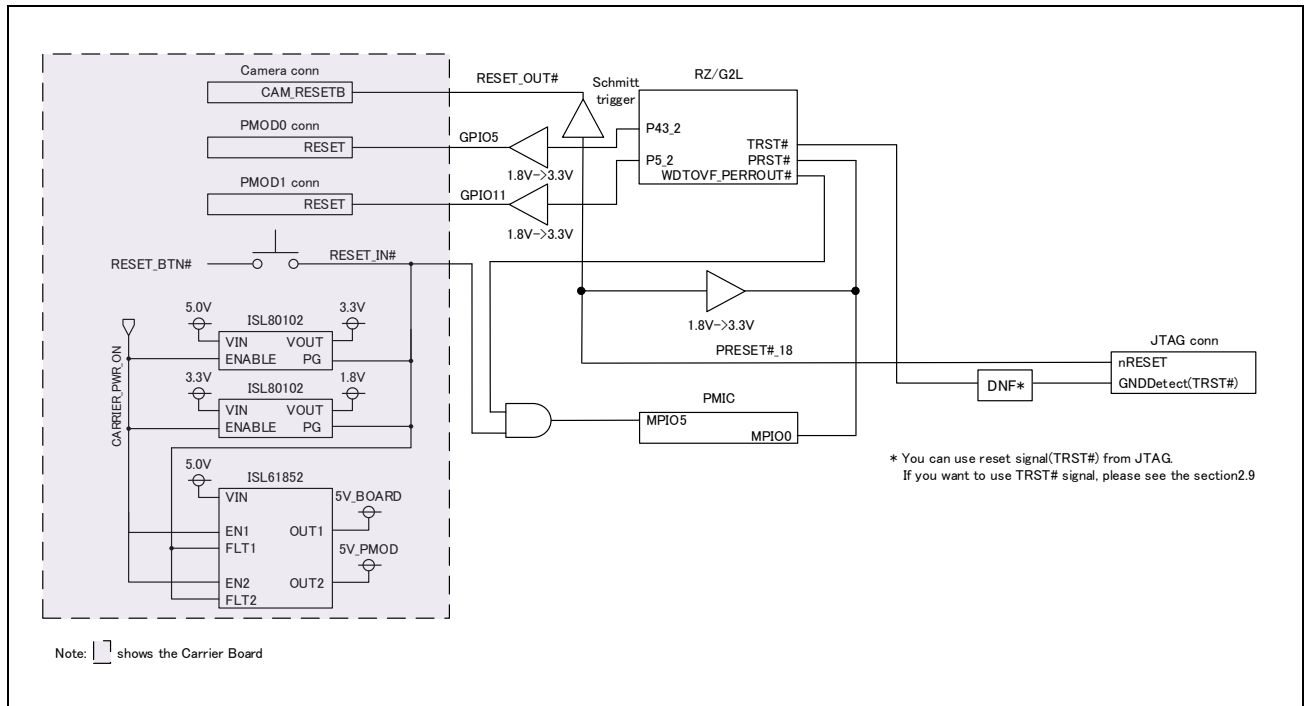 Camera conn
CAM_RESETB
RESET_OUT#
Schmitt
trigger
RZ/G2L
PMOD0 conn
RESET
GPIO5
1.8V->3.3V
P43_2
TRST#
PRST#
P5_2
WDTOVF_PERROUT#
PMOD1 conn
RESET
GPIO11
1.8V->3.3V
RESET_BTN#
RESET_IN#
5.0V
ISL80102
3.3V
VIN
VOUT
ENABLE
PG
1.8V->3.3V
PRESET#_18
JTAG conn
nRESET
GNDDetect(TRST#)
DNF*
CARRIER_PWR_ON
3.3V
ISL80102
1.8V
VIN
VOUT
ENABLE
PG
PMIC
MPIO5
MPIO0
* You can use reset signal(TRST#) from JTAG.
If you want to use TRST# signal, please see the section2.9
5.0V
ISL61852
VIN
5V_BOARD
EN1
OUT1
FLT1
5V_PMOD
EN2
OUT2
FLT2
Note: shows the Carrier Board